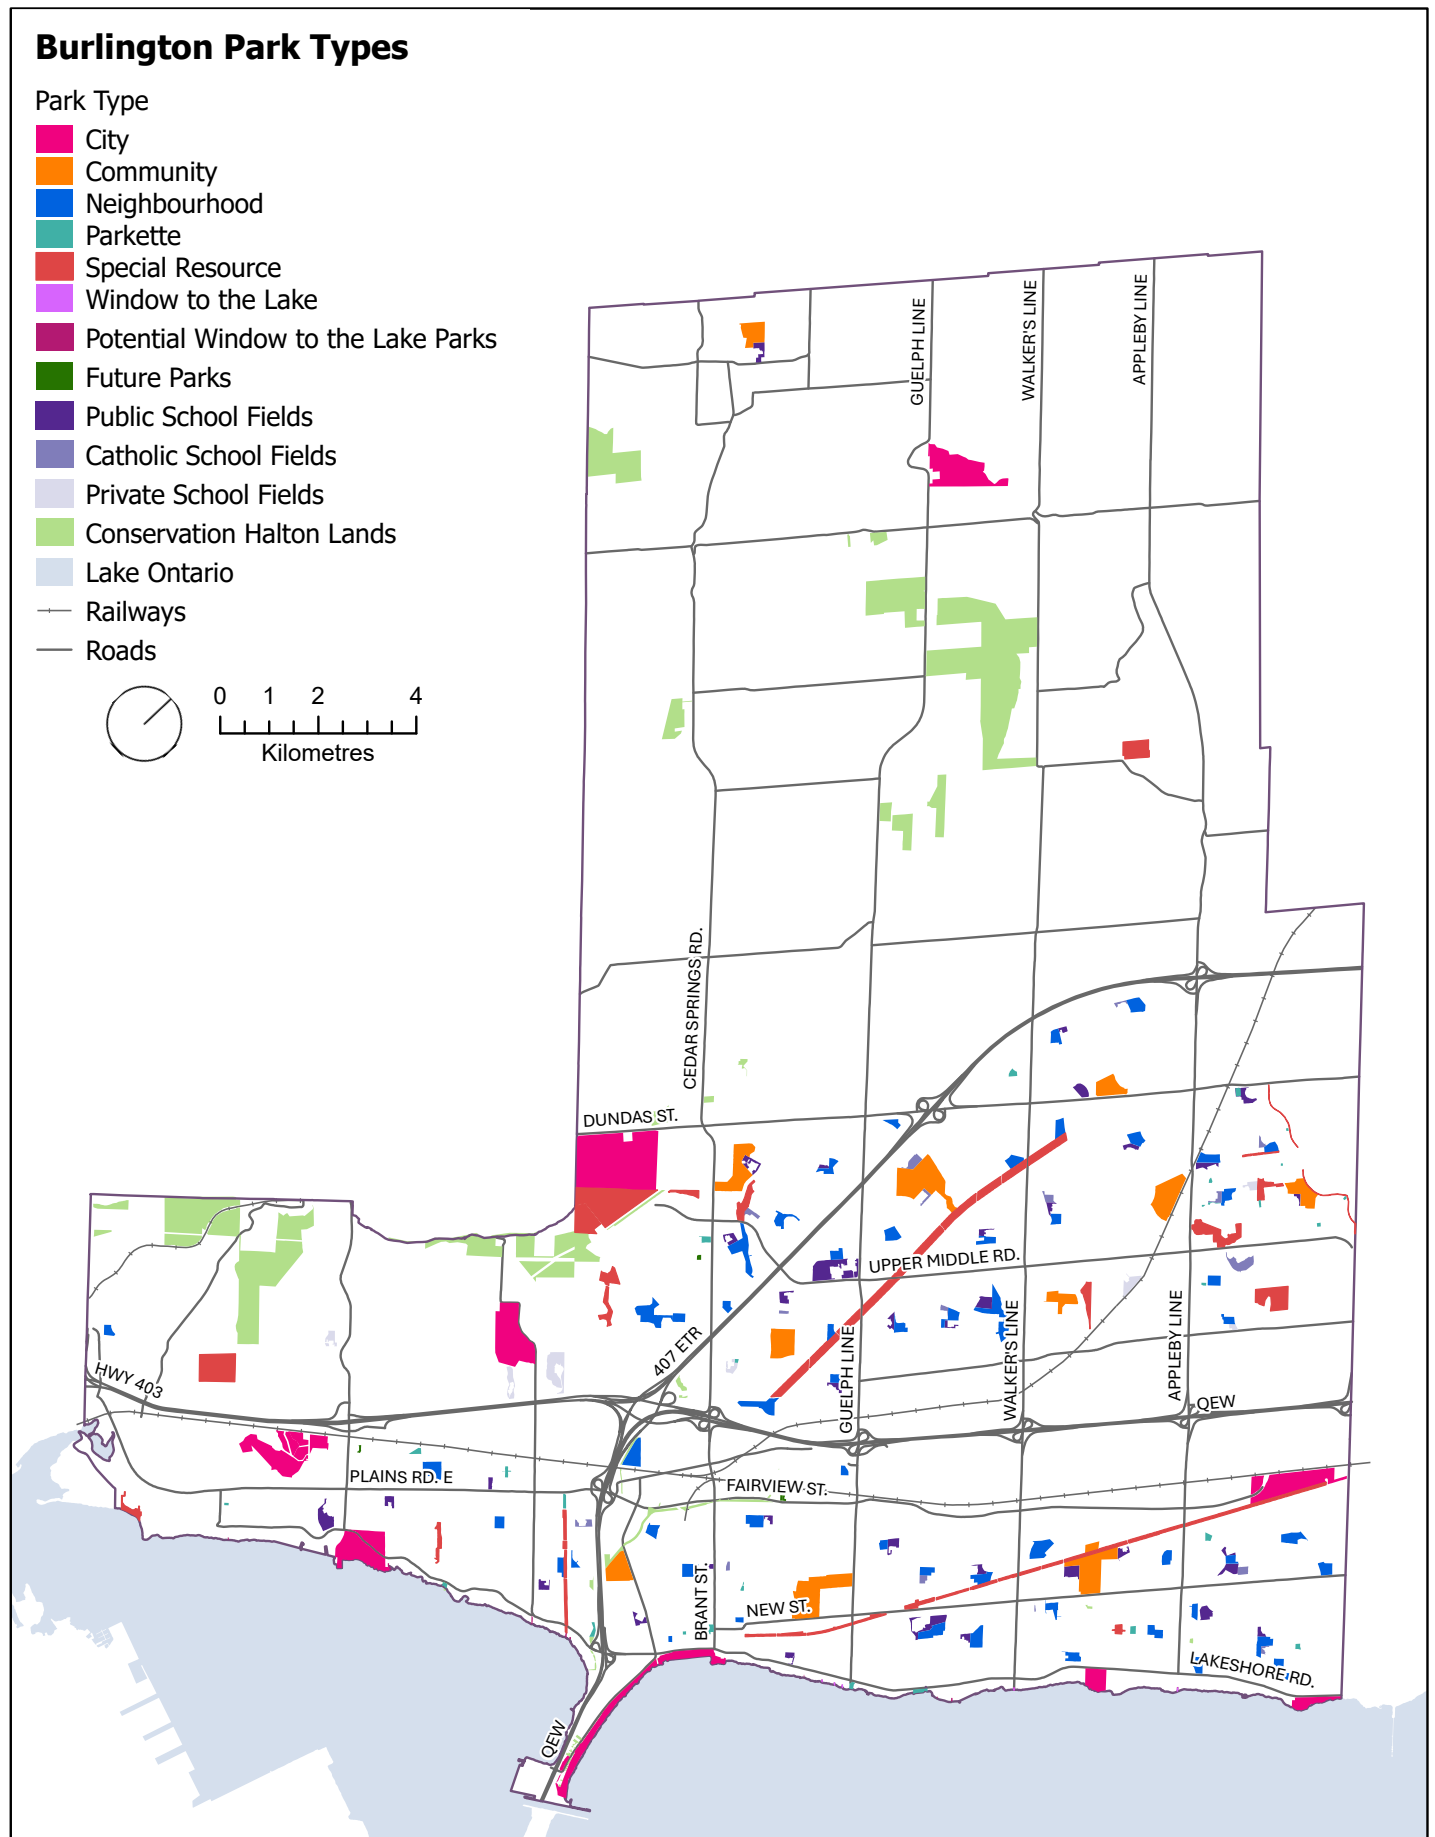 Burlington Park Types
Park Type
City
Community
Neighbourhood
Parkette
Special Resource
Window to the Lake
Potential Window to the Lake Parks
Future Parks
Public School Fields
Catholic School Fields
Private School Fields
Conservation Halton Lands
Lake Ontario
Railways
Roads
0 1 2 4
Kilometres
GUELPH LINE
WALKER'S LINE
APPLEBY LINE
CEDAR SPRINGS RD.
DUNDAS ST.
UPPER MIDDLE RD.
407 ETR
GUELPH LINE
WALKER'S LINE
APPLEBY LINE
HWY 403
QEW
PLAINS RD. E
FAIRVIEW ST.
BRANT ST.
NEW ST.
LAKESHORE RD.
QEW